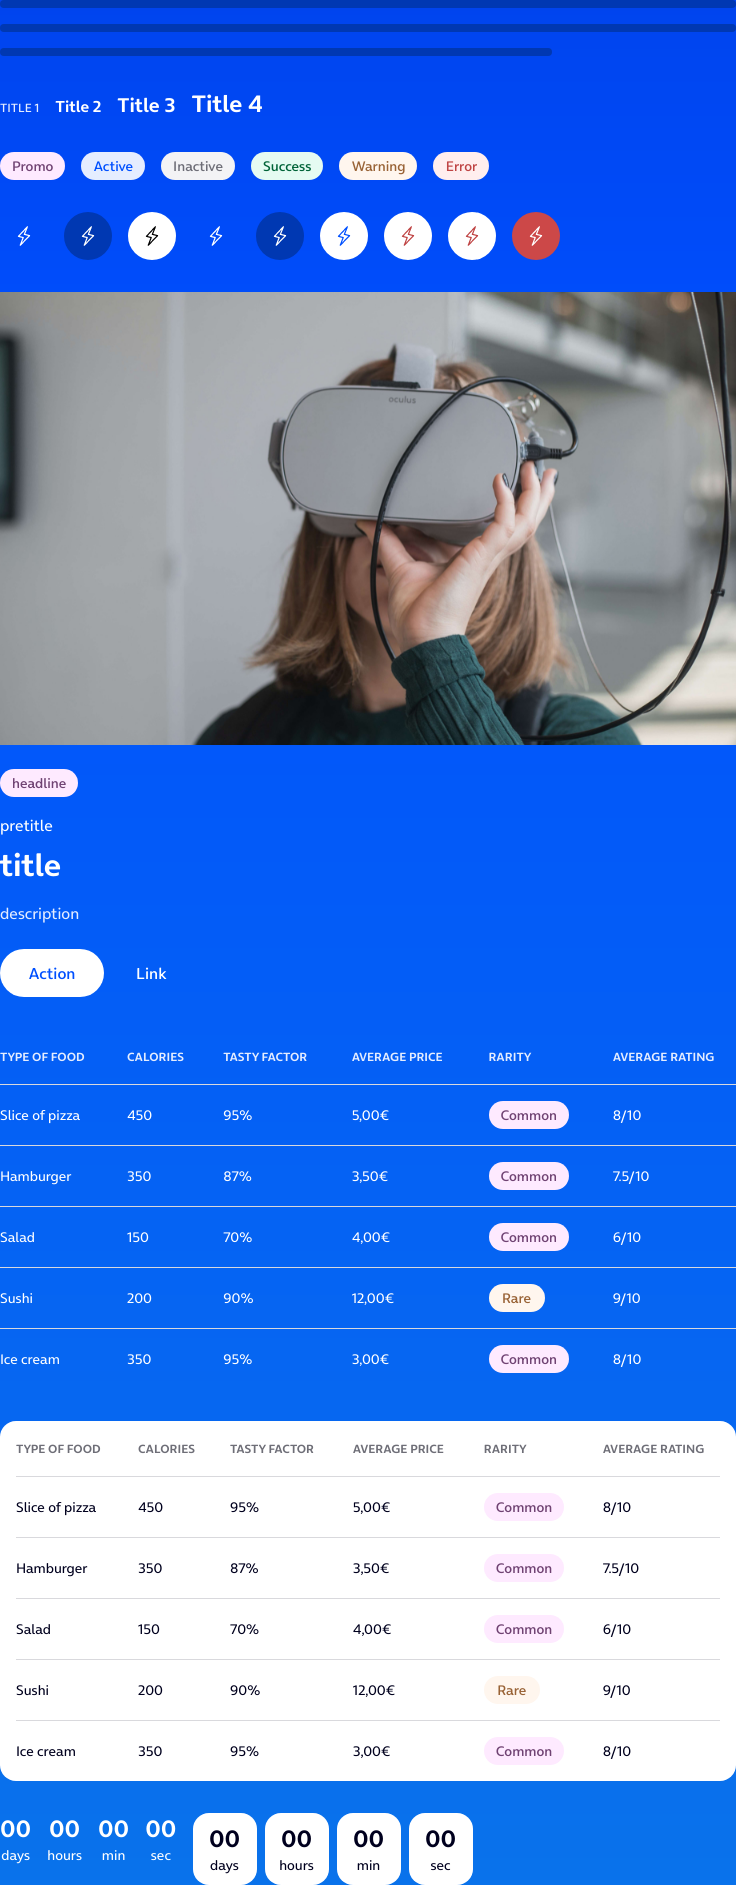 TITLE 1 Title 2 Title 3 Title 4
Promo Active Inactive Success Warning Error
oculus
headline
pretitle
title
description
Action Link
TYPE OF FOOD CALORIES TASTY FACTOR AVERAGE PRICE RARITY AVERAGE RATING
Slice of pizza 450 95% 5,00€ Common 8/10
Hamburger 350 87% 3,50€ Common 7.5/10
Salad 150 70% 4,00€ Common 6/10
Sushi 200 90% 12,00€ Rare 9/10
Ice cream 350 95% 3,00€ Common 8/10
TYPE OF FOOD CALORIES TASTY FACTOR AVERAGE PRICE RARITY AVERAGE RATING
Slice of pizza 450 95% 5,00€ Common 8/10
Hamburger 350 87% 3,50€ Common 7.5/10
Salad 150 70% 4,00€ Common 6/10
Sushi 200 90% 12,00€ Rare 9/10
Ice cream 350 95% 3,00€ Common 8/10
00 00 00 00 00 00 00 00
days hours min sec days hours min sec